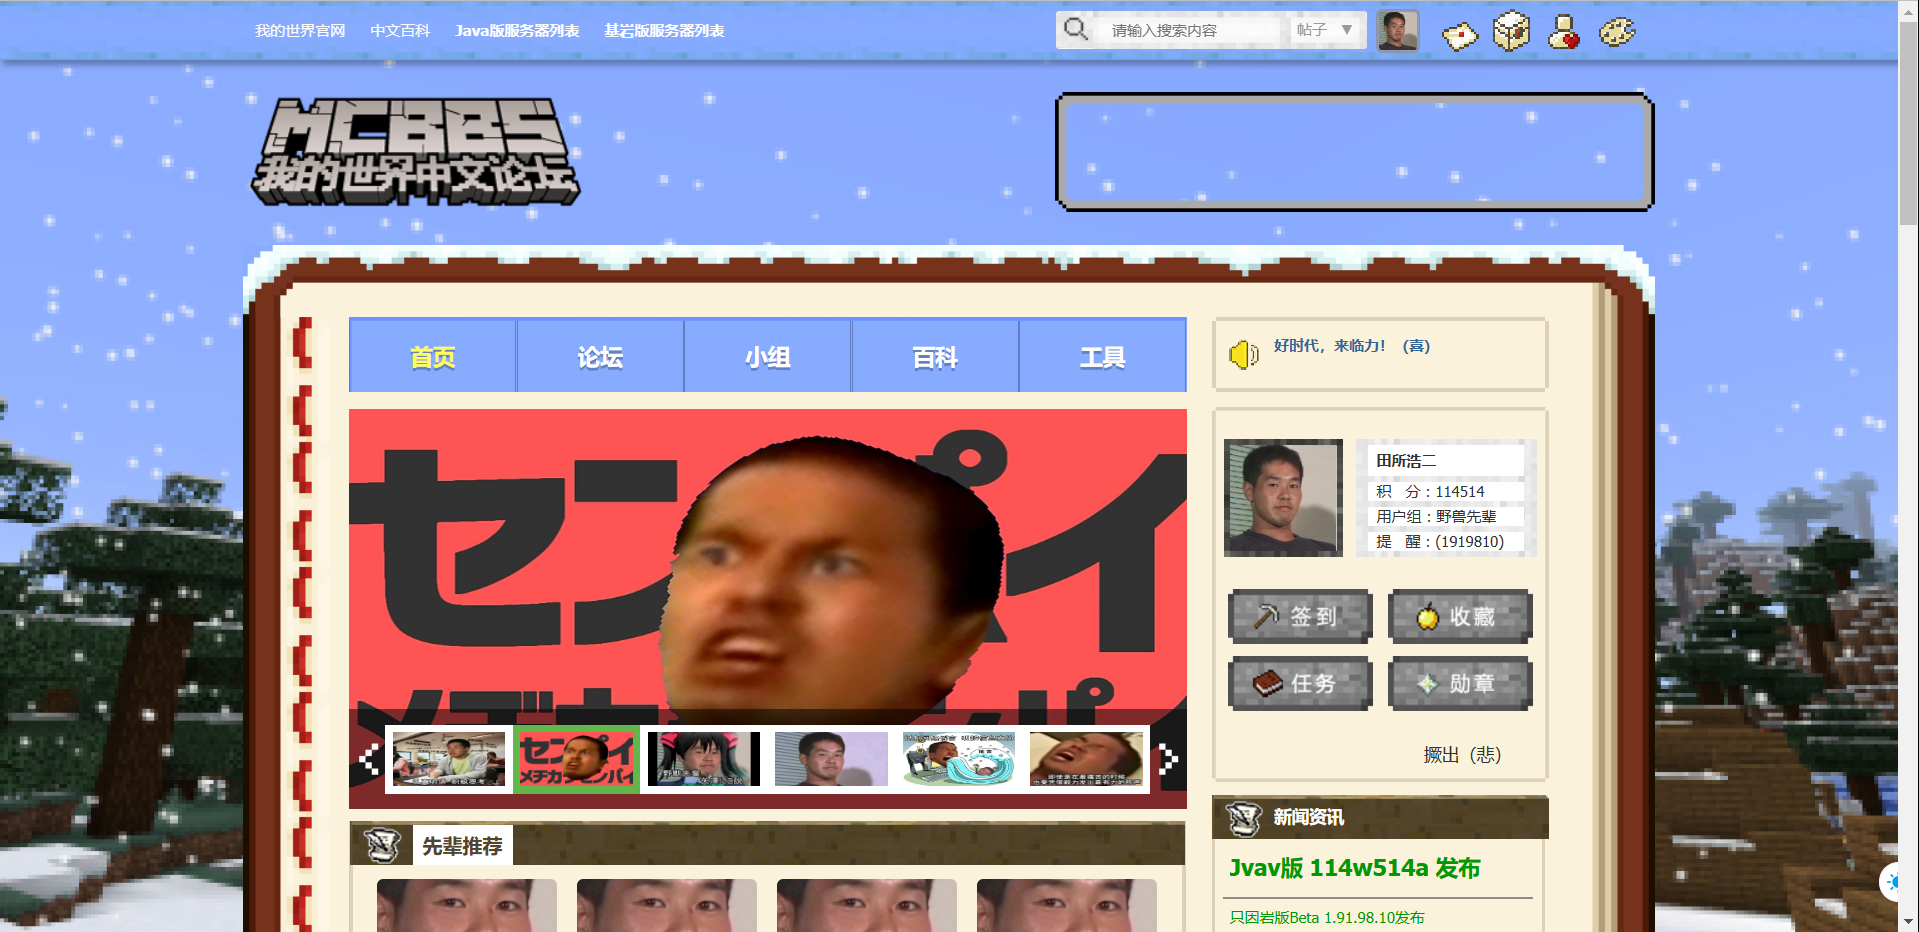 我的世界官网 中文百科 Java版服务器列表 基岩版服务器列表
请输入搜索内容 帖子 ▼
MCBBS
我的世界中文论坛
首页 论坛 小组 百科 工具
好时代，来临力！（喜）
センパイ
田所浩二
积 分：114514
用户组：野兽先辈
提 醒：(1919810)
签到 收藏
任务 勋章
撅出（悲）
先辈推荐
新闻资讯
Jvav版 114w514a 发布
只因岩版Beta 1.91.98.10发布